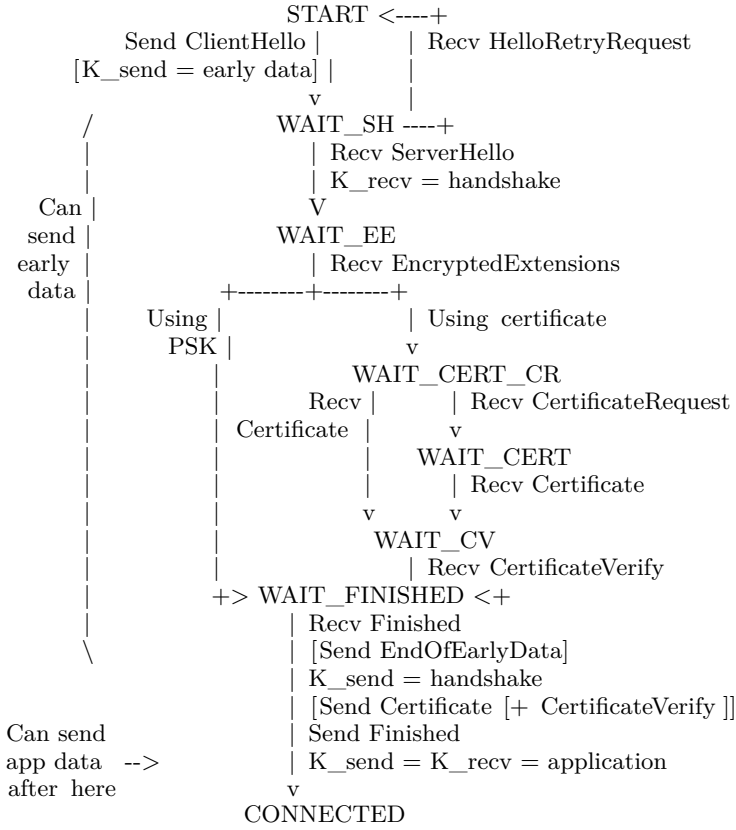 START <----+
Send ClientHello | | Recv HelloRetryRequest
[K_send = early data] | |
v |
/ WAIT_SH ----+
| | Recv ServerHello
| | K_recv = handshake
Can | V
send | WAIT_EE
early | | Recv EncryptedExtensions
data | +--------+--------+
| Using | | Using certificate
| PSK | v
| | WAIT_CERT_CR
| | Recv | | Recv CertificateRequest
| | Certificate | v
| | | WAIT_CERT
| | | | Recv Certificate
| | v v
| | WAIT_CV
| | | Recv CertificateVerify
| +> WAIT_FINISHED <+
| | Recv Finished
\ | [Send EndOfEarlyData]
| K_send = handshake
| [Send Certificate [+ CertificateVerify ]]
Can send | Send Finished
app data --> | K_send = K_recv = application
after here v
CONNECTED